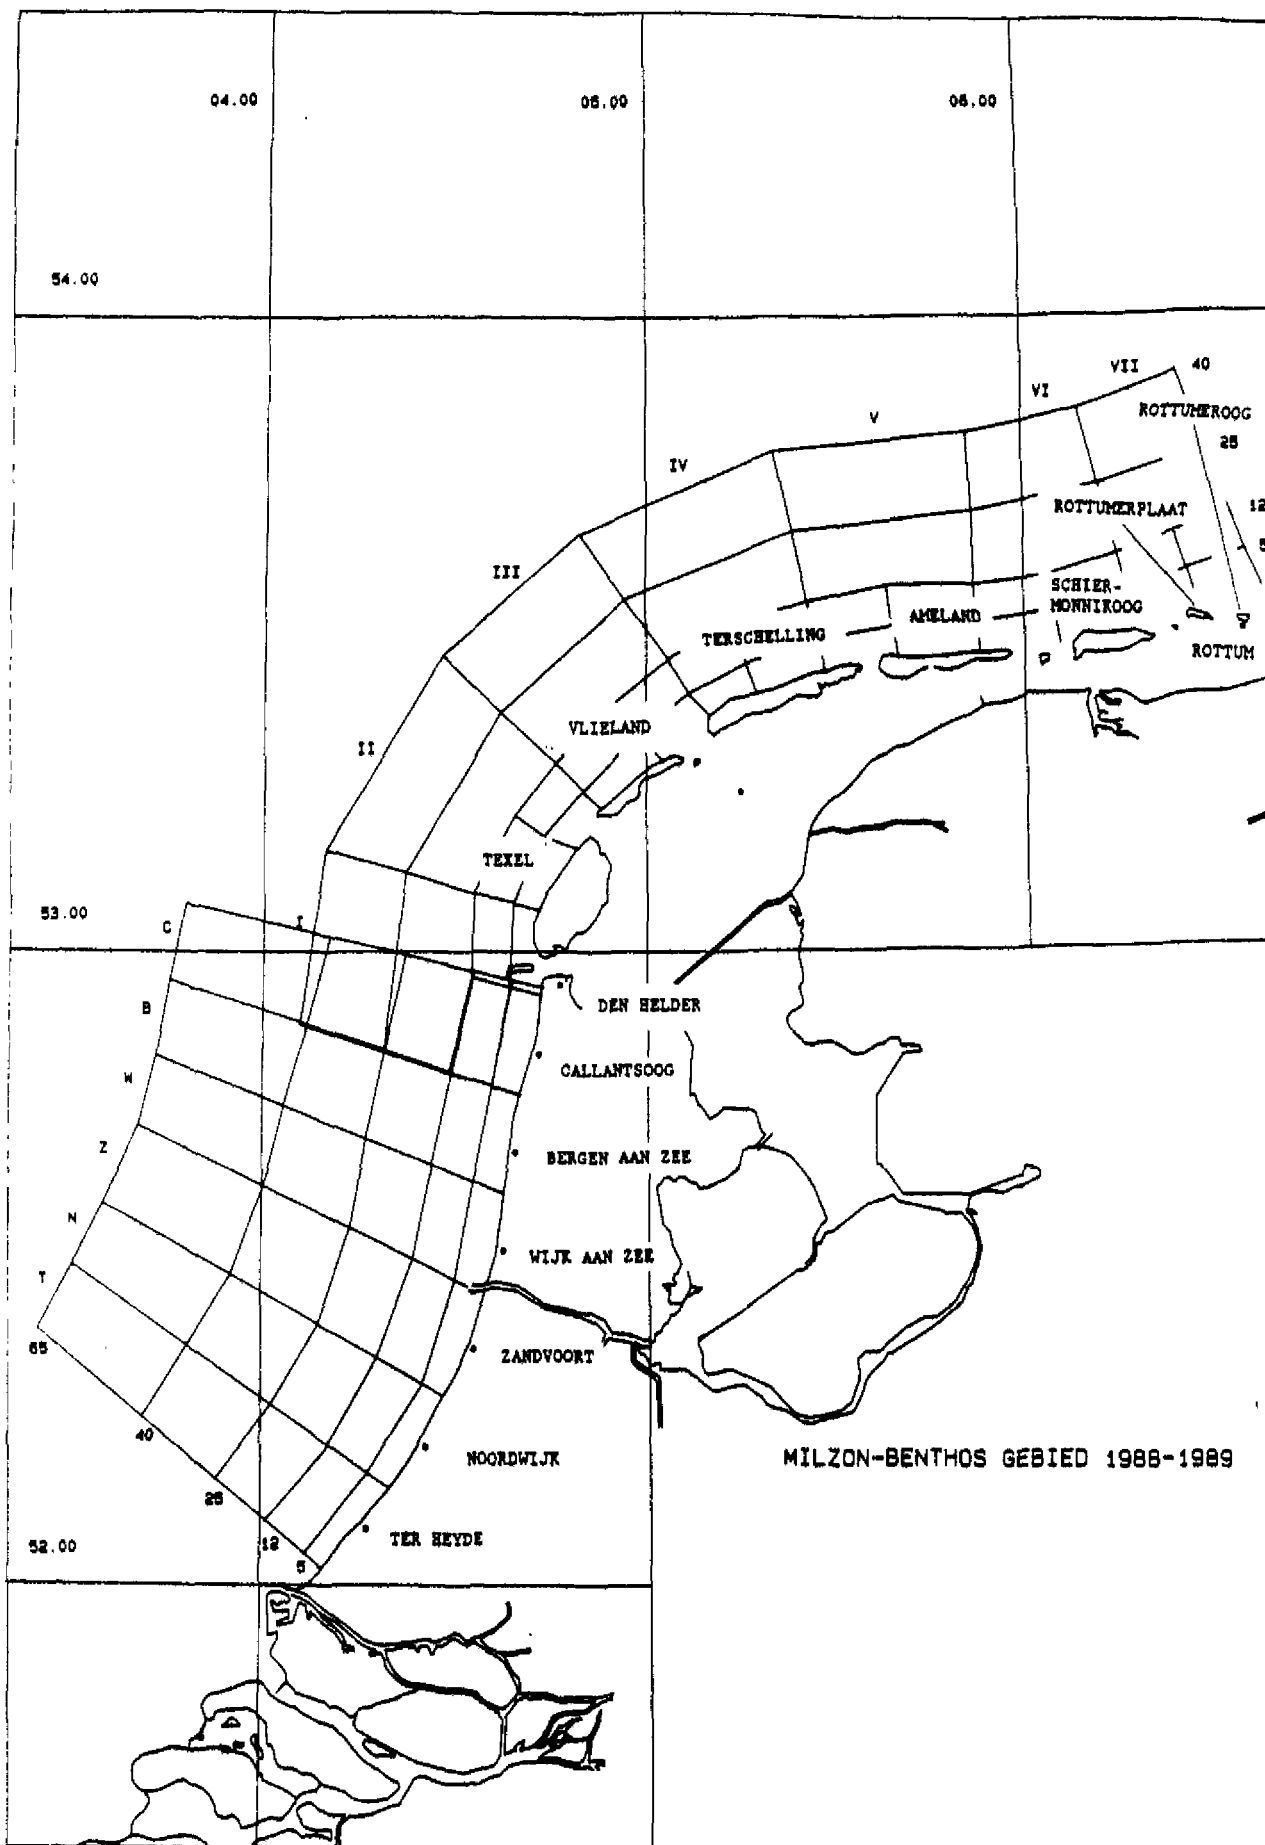 04.00
05.00
06.00
54.00
VII
40
VI
ROTTUMEROOG
V
25
IV
ROTTUMERPLAAT
12
5
III
SCHIER-
MONNIKOOG
AMELAND
TERSCHELLING
ROTTUM
VLIELAND
II
TEXEL
53.00
C
I
B
DEN HELDER
CALLANTSOOG
W
Z
BERGEN AAN ZEE
N
WIJK AAN ZEE
T
65
ZANDVOORT
40
NOORDWIJK
MILZON-BENTHOS GEBIED 1988-1989
25
52.00
12
TER HEYDE
5